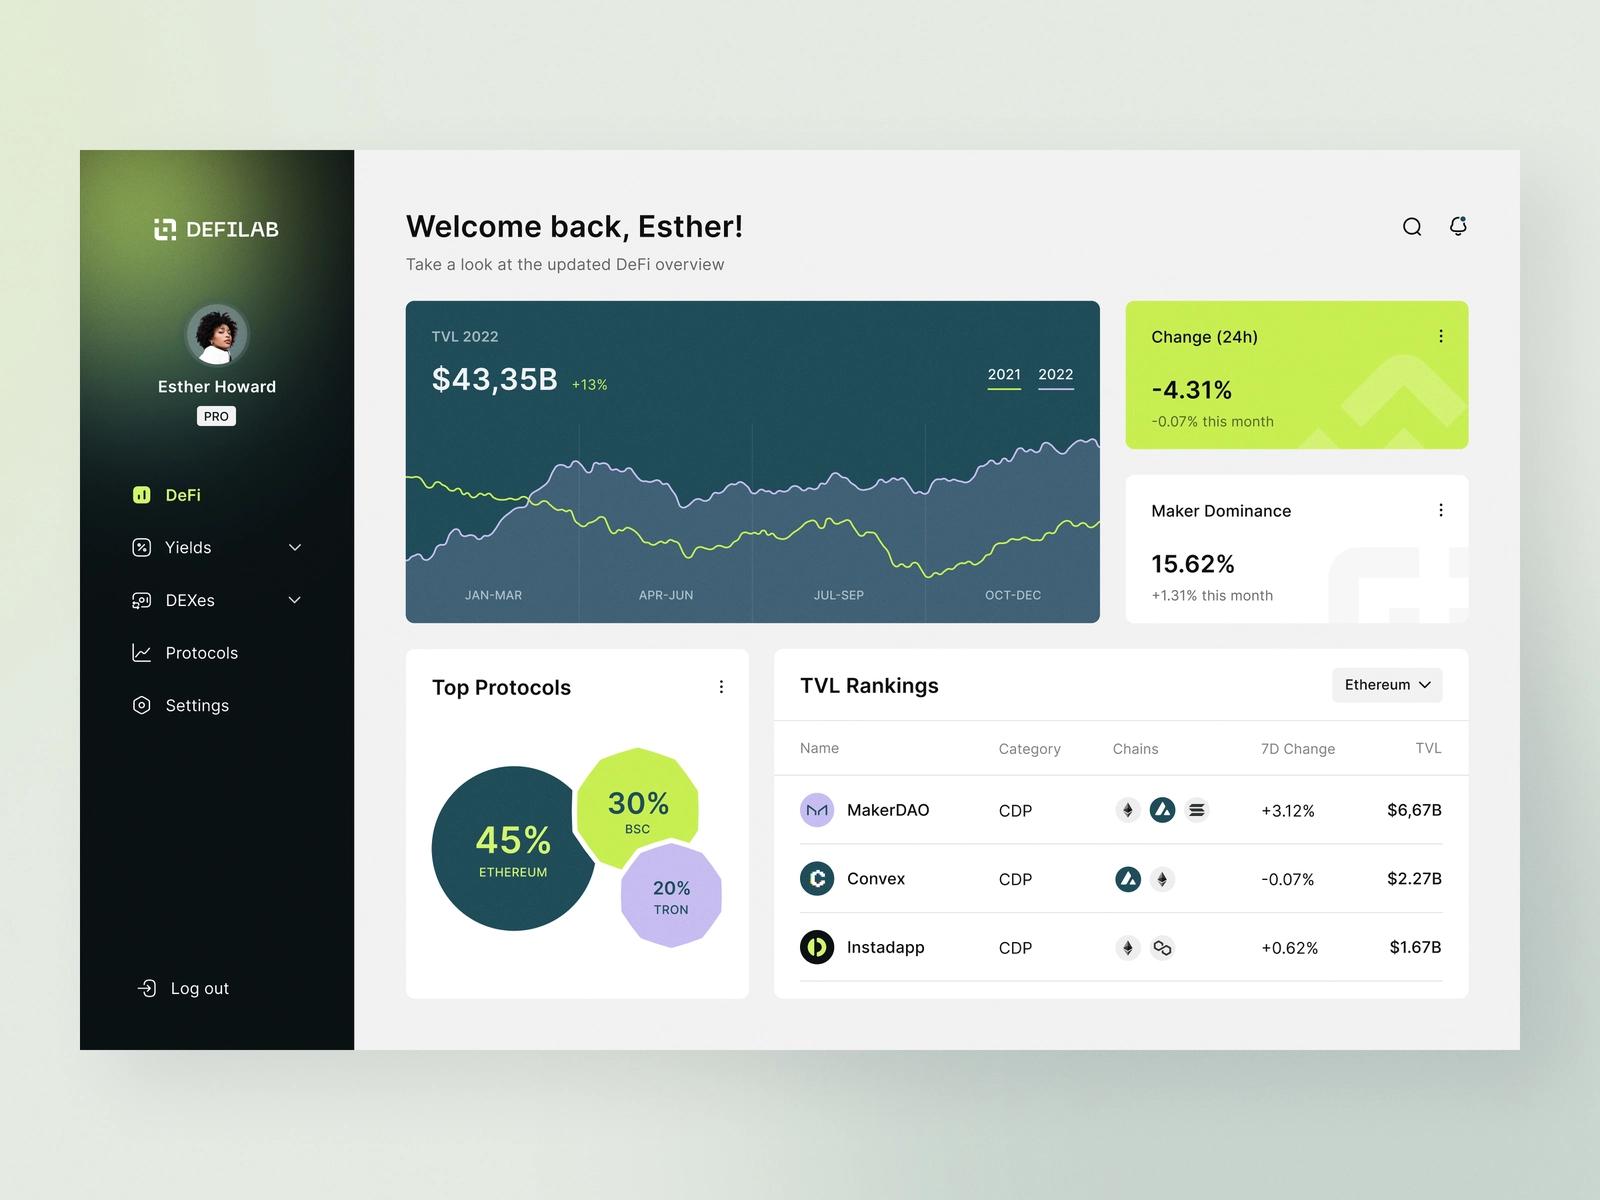 DEFILAB
Esther Howard
PRO
DeFi
Yields
DEXes
Protocols
Settings
Log out
Welcome back, Esther!
Take a look at the updated DeFi overview
TVL 2022
$43,35B +13%
2021 2022
JAN-MAR APR-JUN JUL-SEP OCT-DEC
Change (24h)
-4.31%
-0.07% this month
Maker Dominance
15.62%
+1.31% this month
Top Protocols
45%
ETHEREUM
30%
BSC
20%
TRON
TVL Rankings
Ethereum
Name Category Chains 7D Change TVL
MakerDAO CDP +3.12% $6,67B
Convex CDP -0.07% $2.27B
Instadapp CDP +0.62% $1.67B